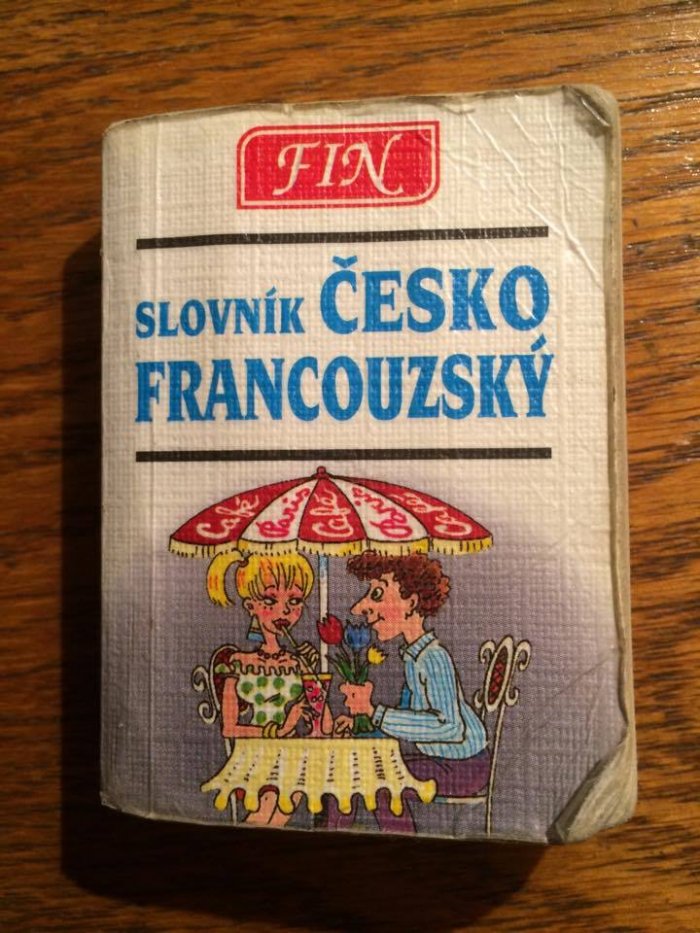 FIN
SLOVNÍK ČESKO
FRANCOUZSKÝ
Café Paris Café Paris Café